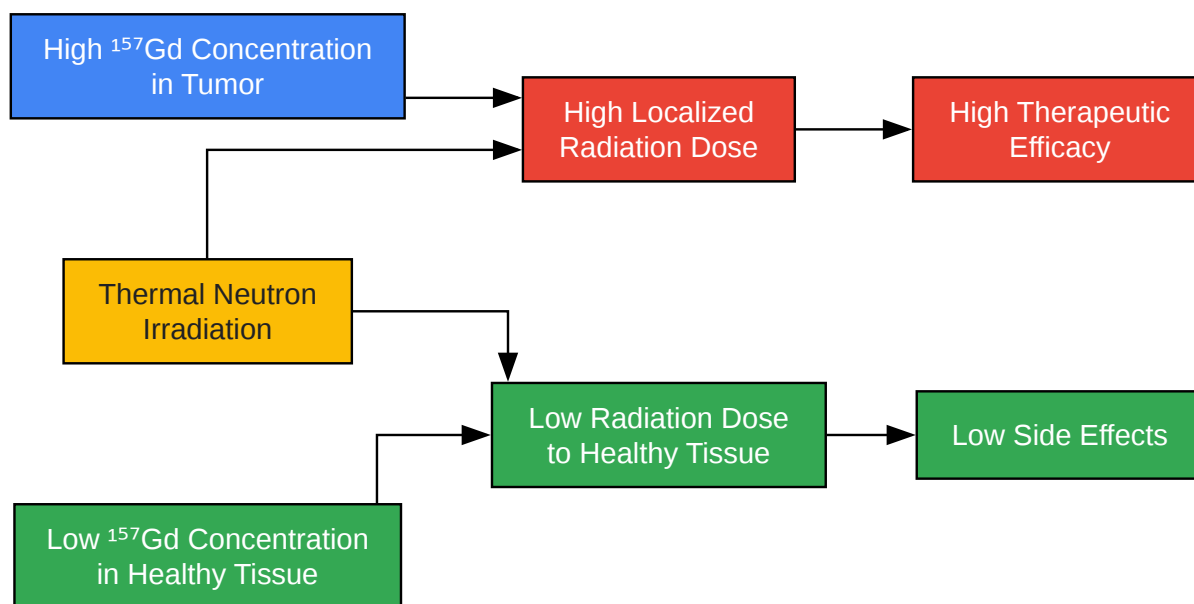 High ¹⁵⁷Gd Concentration
in Tumor
High Localized
Radiation Dose
High Therapeutic
Efficacy
Thermal Neutron
Irradiation
Low Radiation Dose
to Healthy Tissue
Low Side Effects
Low ¹⁵⁷Gd Concentration
in Healthy Tissue